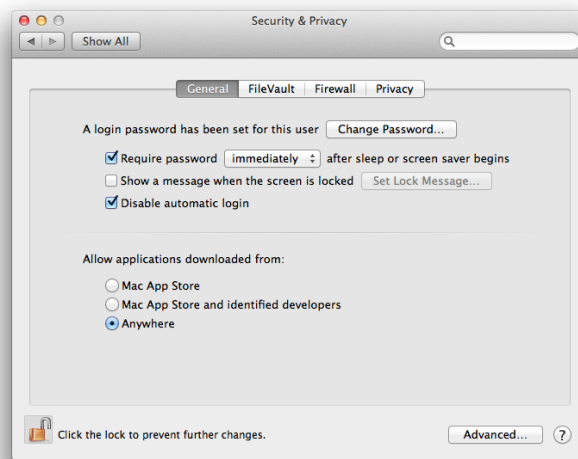 Security & Privacy
Show All
General FileVault Firewall Privacy
A login password has been set for this user Change Password...
Require password immediately after sleep or screen saver begins
Show a message when the screen is locked Set Lock Message...
Disable automatic login
Allow applications downloaded from:
Mac App Store
Mac App Store and identified developers
Anywhere
Click the lock to prevent further changes. Advanced... ?